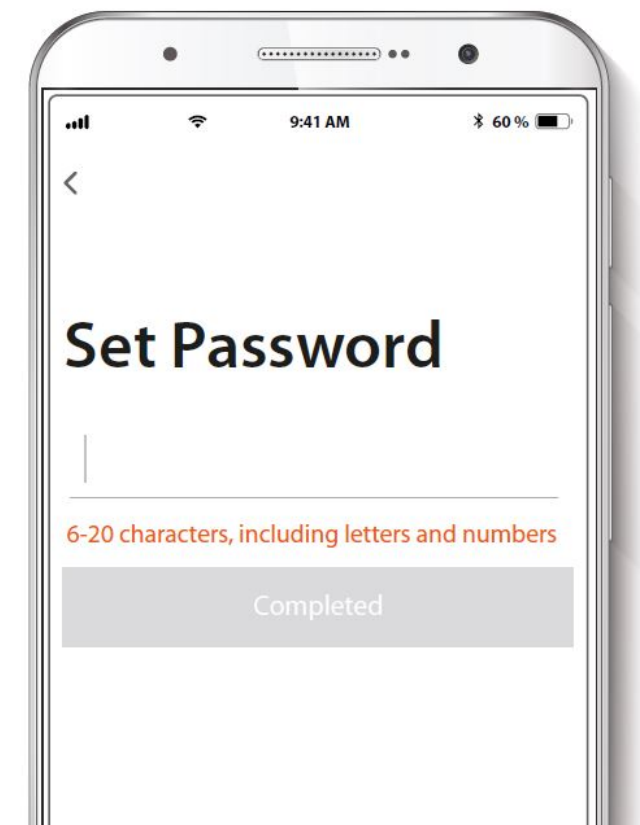 9:41 AM
60 %
Set Password
6-20 characters, including letters and numbers
Completed